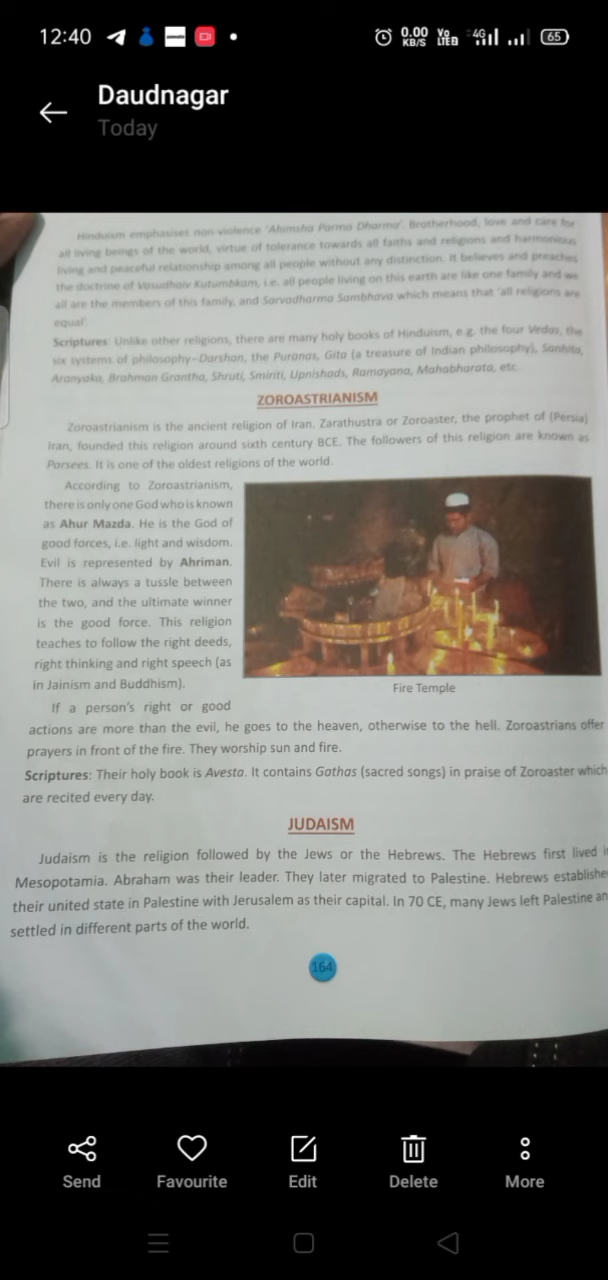 12:40
0.00
KB/S
Vo
LTE2
4G
65
Daudnagar
Today
Hinduism emphasises non-violence 'Ahimsha Parma Dharma'. Brotherhood, love and care for
all living beings of the world, virtue of tolerance towards all faiths and religions and harmonious
living and peaceful relationship among all people without any distinction. It believes and preaches
the doctrine of Vasudhaiv Kutumbkam, i.e. all people living on this earth are like one family and we
all are the members of this family, and Sarvadharma Sambhava which means that 'all religions are
equal'.
Scriptures: Unlike other religions, there are many holy books of Hinduism, e.g. the four Vedas, the
six systems of philosophy–Darshan, the Puranas, Gita (a treasure of Indian philosophy), Sanhita,
Aranyaka, Brahman Grantha, Shruti, Smiriti, Upnishads, Ramayana, Mahabharata, etc.
ZOROASTRIANISM
Zoroastrianism is the ancient religion of Iran. Zarathustra or Zoroaster, the prophet of (Persia)
Iran, founded this religion around sixth century BCE. The followers of this religion are known as
Parsees. It is one of the oldest religions of the world.
According to Zoroastrianism,
there is only one God who is known
as Ahur Mazda. He is the God of
good forces, i.e. light and wisdom.
Evil is represented by Ahriman.
There is always a tussle between
the two, and the ultimate winner
is the good force. This religion
teaches to follow the right deeds,
right thinking and right speech (as
in Jainism and Buddhism).
Fire Temple
If a person's right or good
actions are more than the evil, he goes to the heaven, otherwise to the hell. Zoroastrians offer
prayers in front of the fire. They worship sun and fire.
Scriptures: Their holy book is Avesta. It contains Gathas (sacred songs) in praise of Zoroaster which
are recited every day.
JUDAISM
Judaism is the religion followed by the Jews or the Hebrews. The Hebrews first lived i
Mesopotamia. Abraham was their leader. They later migrated to Palestine. Hebrews establishe
their united state in Palestine with Jerusalem as their capital. In 70 CE, many Jews left Palestine an
settled in different parts of the world.
164
Send
Favourite
Edit
Delete
More